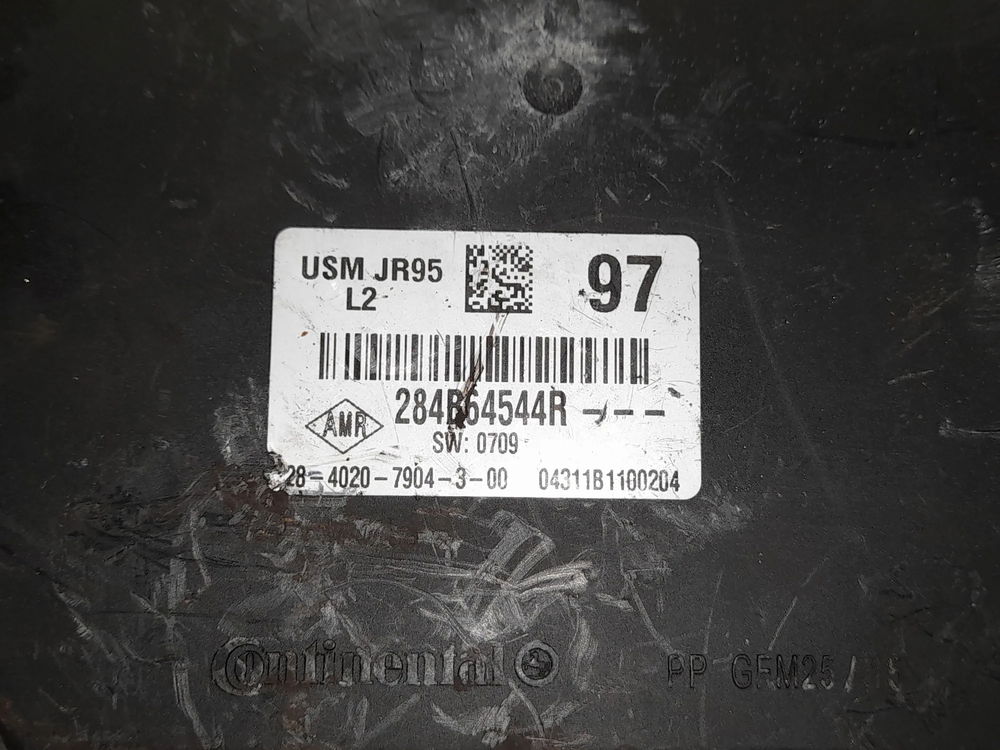 USM JR95
L2
97
284B64544R - - -
AMR
SW: 0709
28-4020-7904-3-00 04311B1100204
Continental
PP GFM25